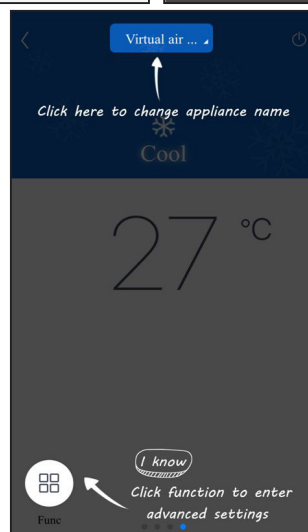 Virtual air ...
Click here to change appliance name
Cool
27 °C
I know
Click function to enter
advanced settings
Func